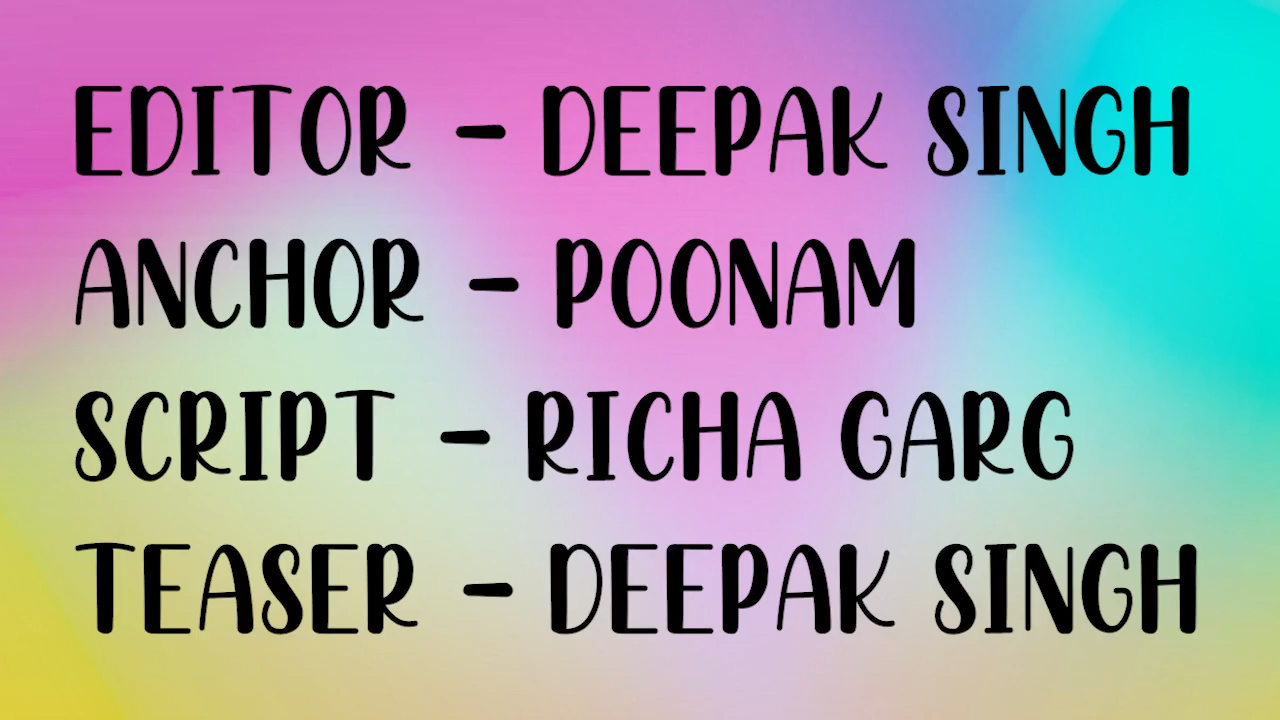 EDITOR - DEEPAK SINGH
ANCHOR - POONAM
SCRIPT - RICHA GARG
TEASER - DEEPAK SINGH